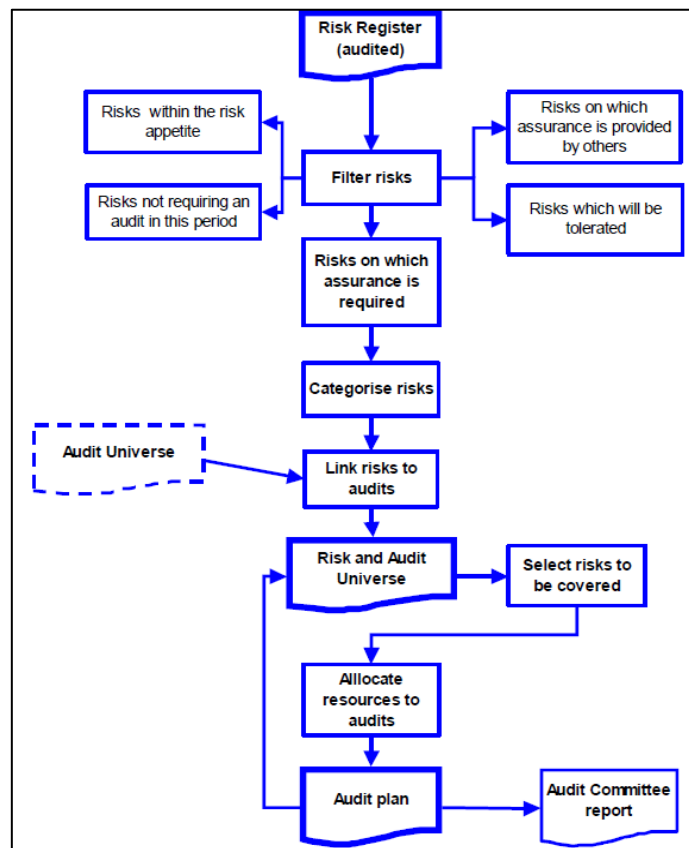 Risk Register
(audited)
Risks within the risk
appetite
Risks on which
assurance is provided
by others
Filter risks
Risks not requiring an
audit in this period
Risks which will be
tolerated
Risks on which
assurance is
required
Categorise risks
Audit Universe
Link risks to
audits
Risk and Audit
Universe
Select risks to
be covered
Alllocate
resources to
audits
Audit plan
Audit Committee
report